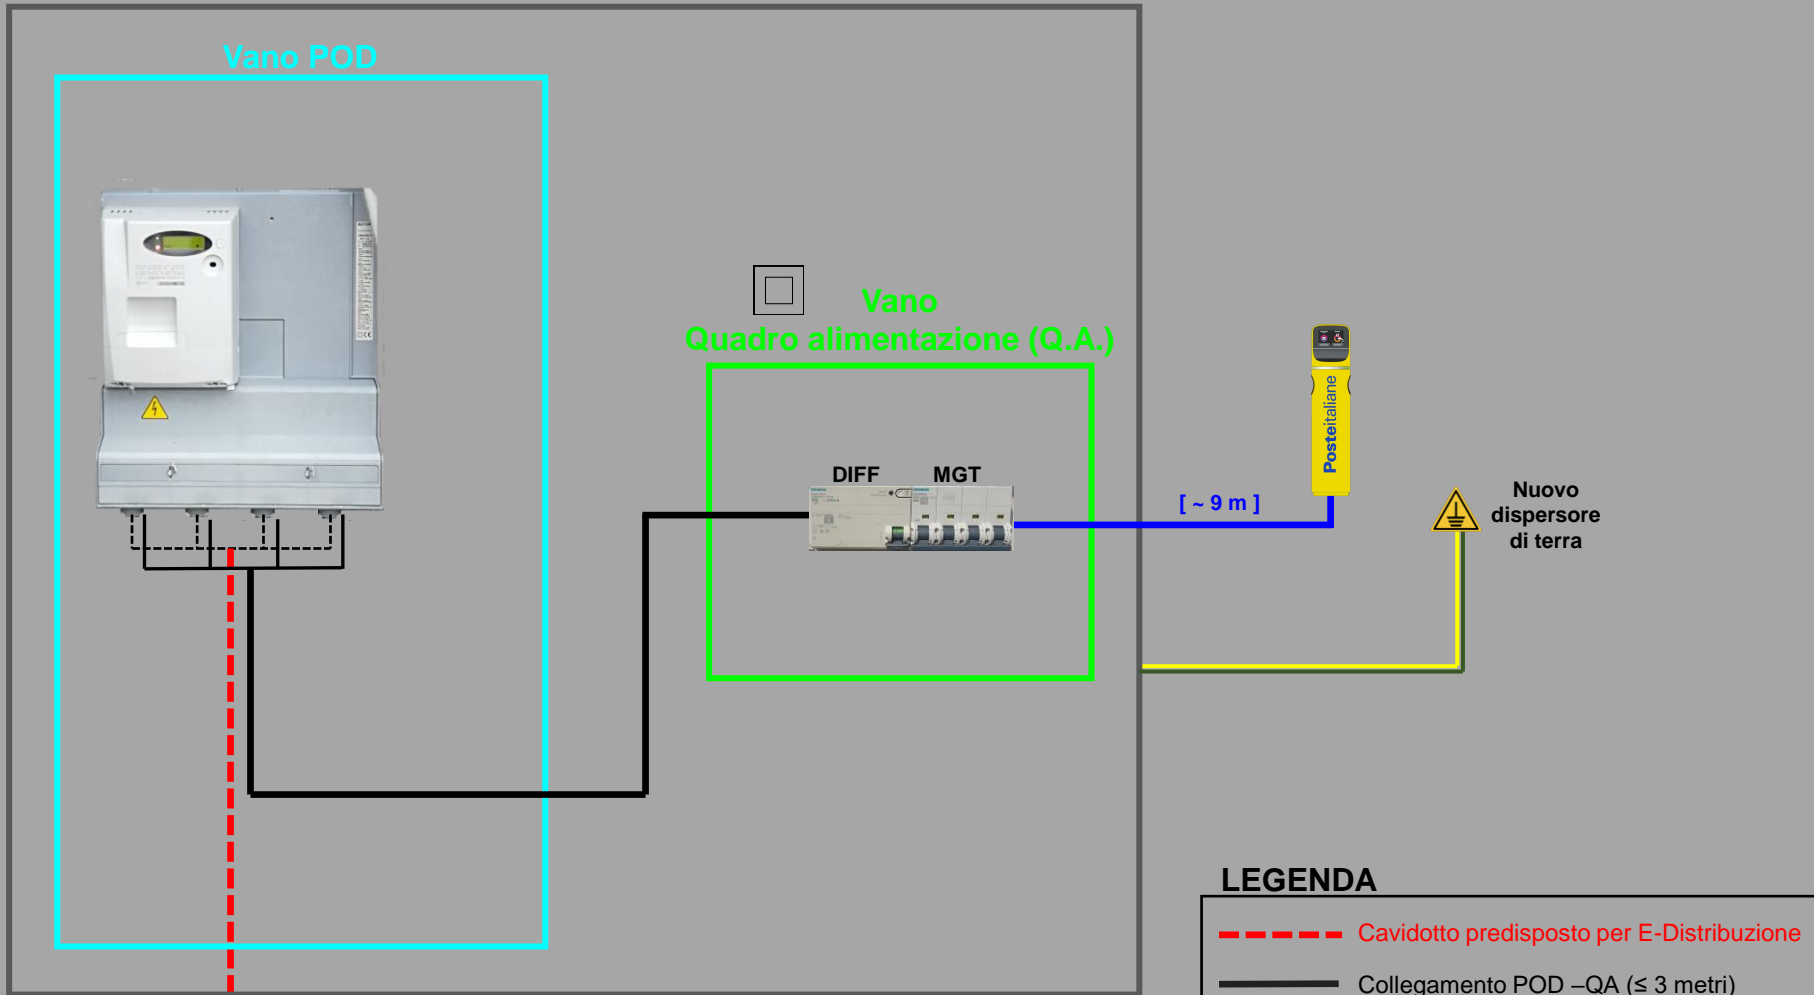 Vano POD
Vano
Quadro alimentazione (Q.A.)
DIFF
MGT
[ ~ 9 m ]
Posteitaliane
Nuovo
dispersore
di terra
LEGENDA
Cavidotto predisposto per E-Distribuzione
Collegamento POD –QA (≤ 3 metri)